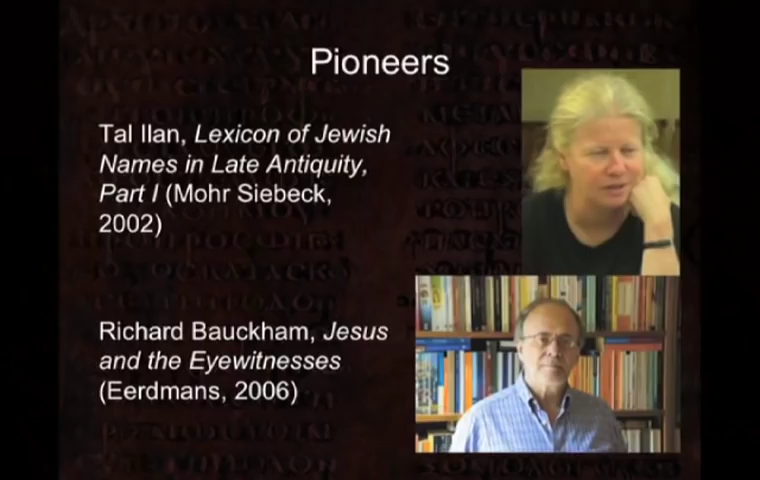 Pioneers
Tal Ilan, Lexicon of Jewish
Names in Late Antiquity,
Part I (Mohr Siebeck,
2002)
Richard Bauckham, Jesus
and the Eyewitnesses
(Eerdmans, 2006)